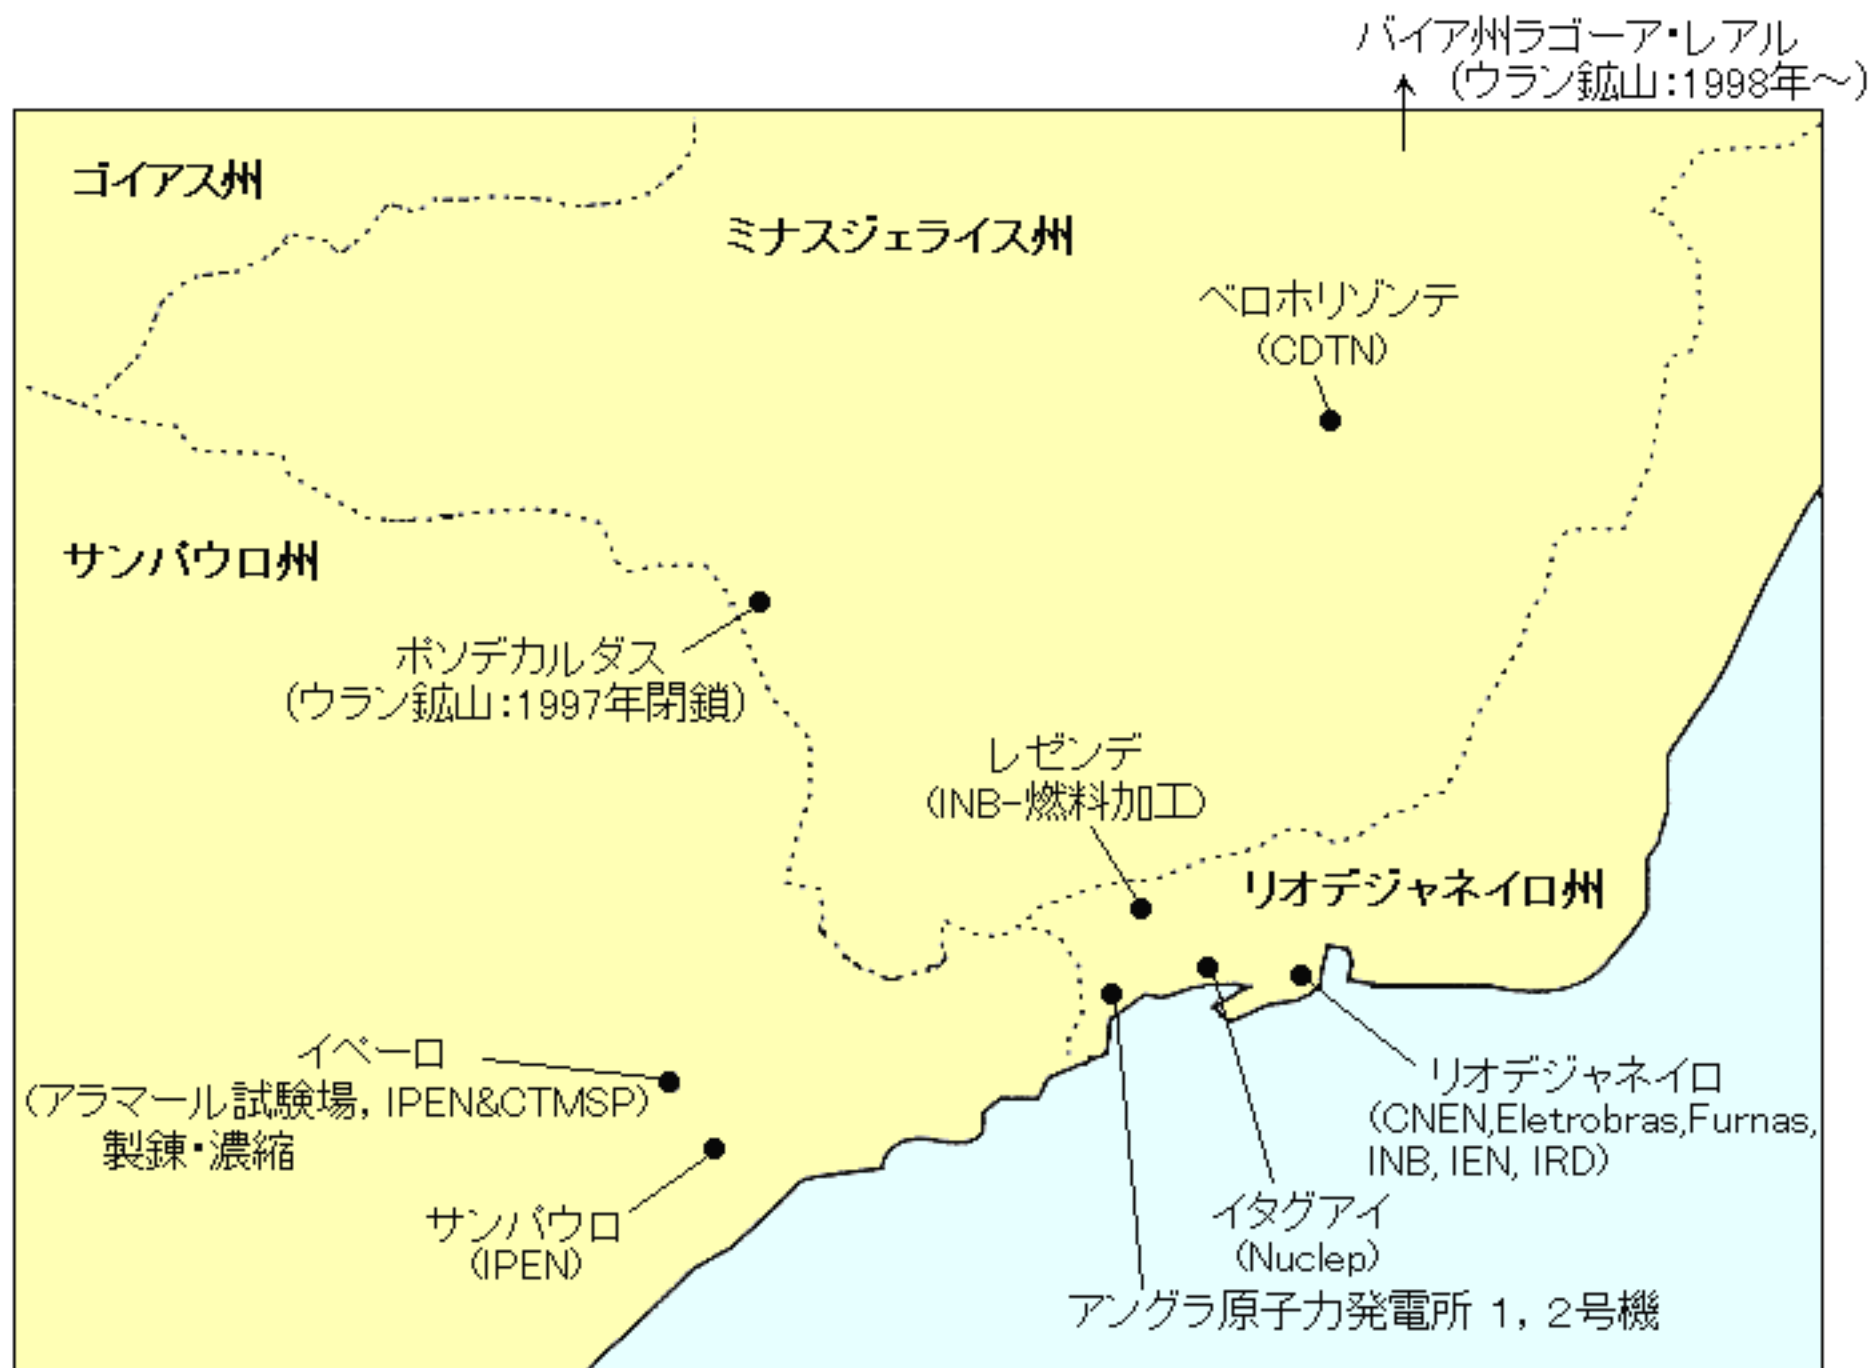 バイア州ラゴーア・レアル
(ウラン鉱山:1998年～)
ゴイアス州
ミナスジェライス州
ベロホリゾンテ
(CDTN)
サンパウロ州
ポソデカルダス
(ウラン鉱山:1997年閉鎖)
レゼンデ
(INB-燃料加工)
リオデジャネイロ州
イペーロ
(アラマール試験場, IPEN&CTMSP)
製錬・濃縮
リオデジャネイロ
(CNEN,Eletrobras,Furnas,
INB, IEN, IRD)
サンパウロ
(IPEN)
イタグアイ
(Nuclep)
アングラ原子力発電所 1, 2号機